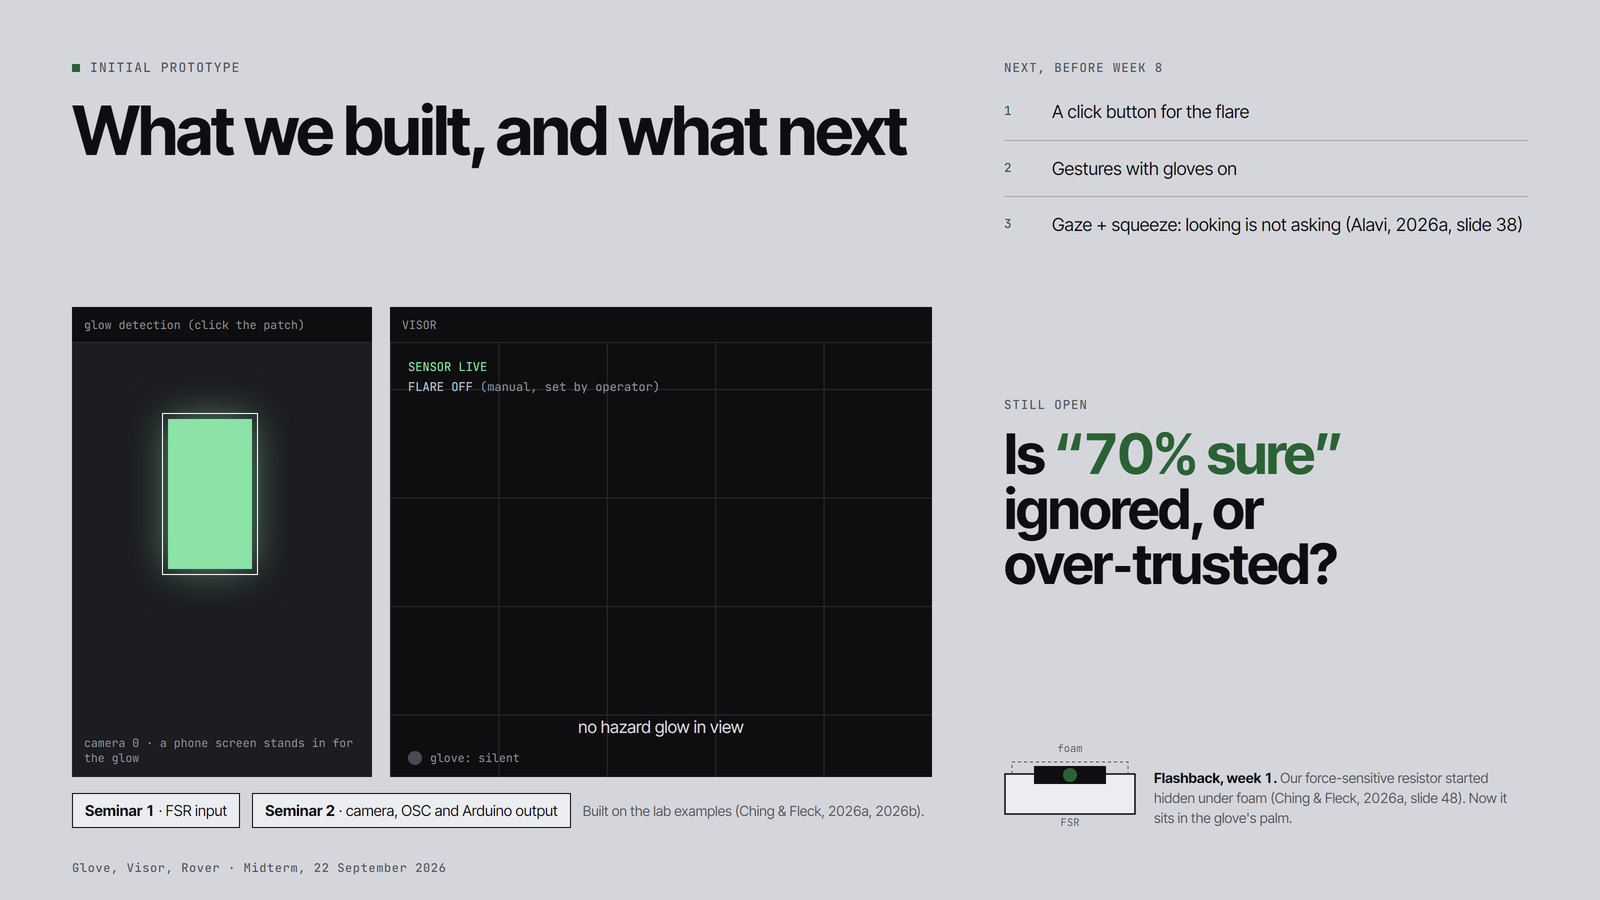 INITIAL PROTOTYPE
What we built, and what next
glow detection (click the patch)
camera 0 · a phone screen stands in for
the glow
VISOR
SENSOR LIVE
FLARE OFF (manual, set by operator)
no hazard glow in view
glove: silent
Seminar 1 · FSR input
Seminar 2 · camera, OSC and Arduino output
Built on the lab examples (Ching & Fleck, 2026a, 2026b).
NEXT, BEFORE WEEK 8
1 A click button for the flare
2 Gestures with gloves on
3 Gaze + squeeze: looking is not asking (Alavi, 2026a, slide 38)
STILL OPEN
Is “70% sure”
ignored, or
over-trusted?
foam
FSR
Flashback, week 1. Our force-sensitive resistor started
hidden under foam (Ching & Fleck, 2026a, slide 48). Now it
sits in the glove's palm.
Glove, Visor, Rover · Midterm, 22 September 2026